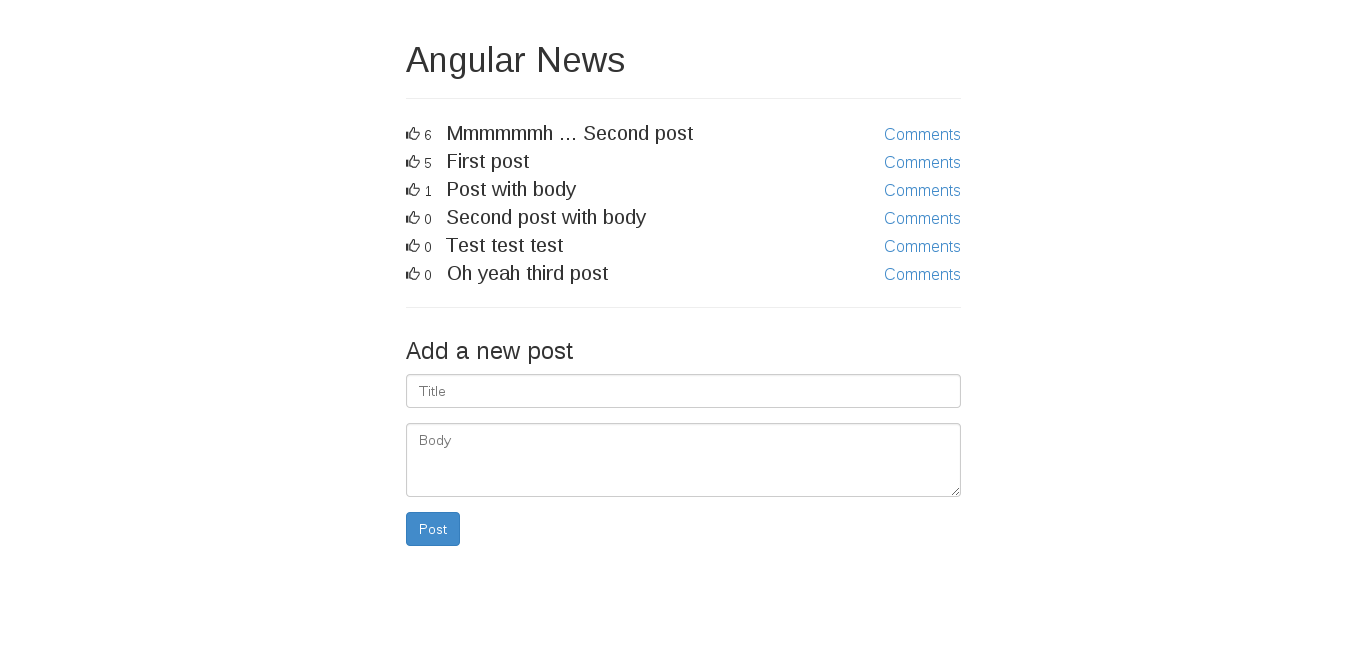 Angular News
6 Mmmmmmh ... Second post Comments
5 First post Comments
1 Post with body Comments
0 Second post with body Comments
0 Test test test Comments
0 Oh yeah third post Comments
Add a new post
Title
Body
Post